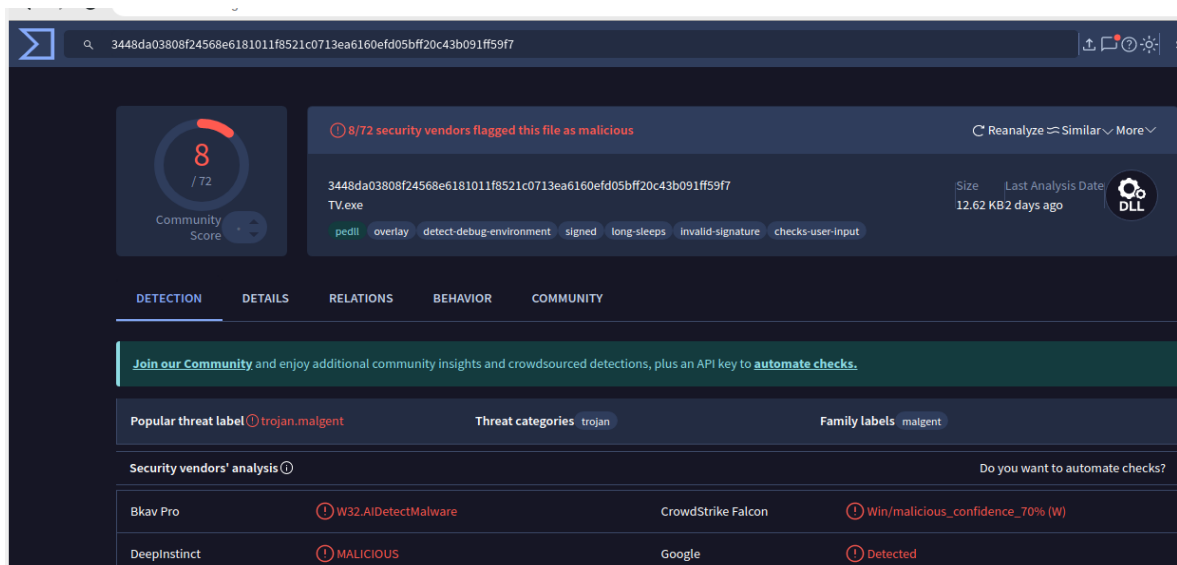 3448da03808f24568e6181011f8521c0713ea6160efd05bff20c43b091ff59f7
8
/ 72
Community
Score
8/72 security vendors flagged this file as malicious
Reanalyze Similar More
3448da03808f24568e6181011f8521c0713ea6160efd05bff20c43b091ff59f7
TV.exe
pedll overlay detect-debug-environment signed long-sleeps invalid-signature checks-user-input
Size Last Analysis Date
12.62 KB 2 days ago
DLL
DETECTION DETAILS RELATIONS BEHAVIOR COMMUNITY
Join our Community and enjoy additional community insights and crowdsourced detections, plus an API key to automate checks.
Popular threat label trojan.malgent Threat categories trojan Family labels malgent
Security vendors' analysis Do you want to automate checks?
Bkav Pro W32.AIDetectMalware CrowdStrike Falcon Win/malicious_confidence_70% (W)
DeepInstinct MALICIOUS Google Detected